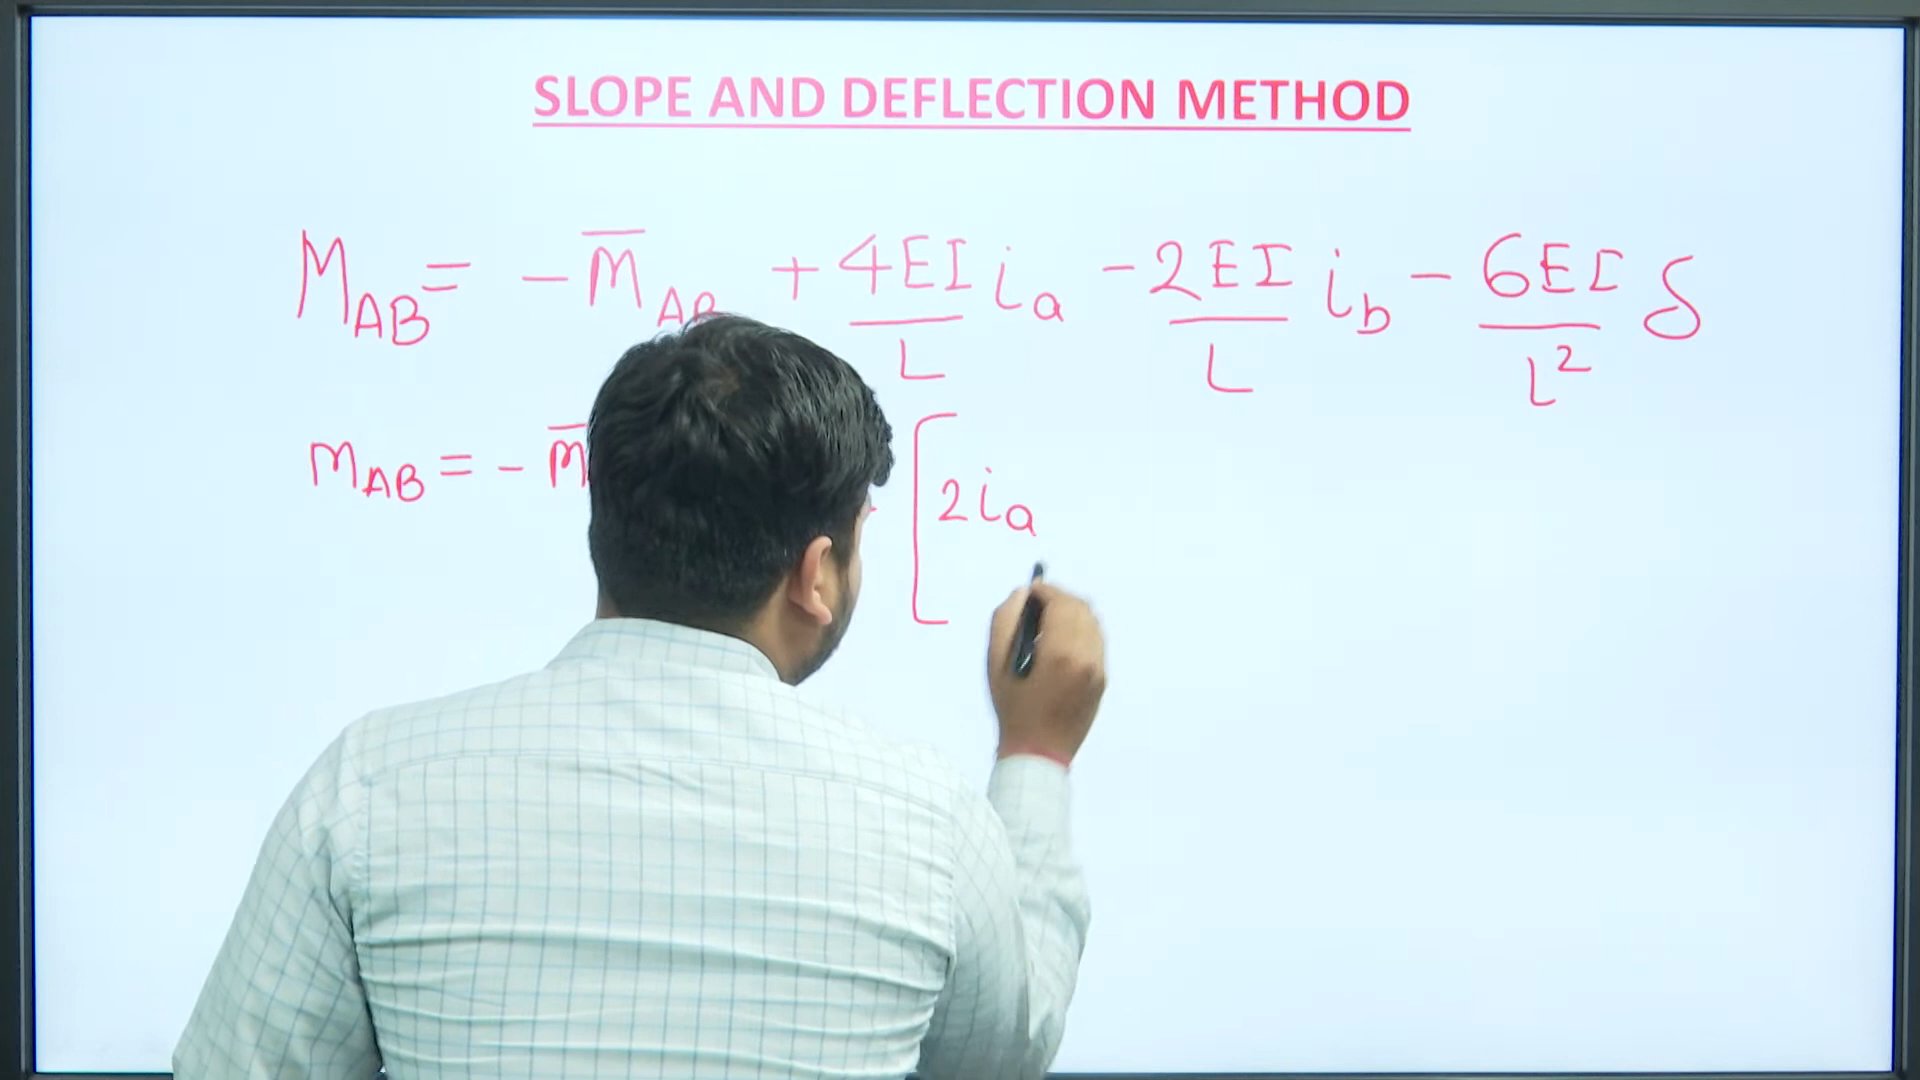 SLOPE AND DEFLECTION METHOD
M_AB = - M̅_AB + 4EI/L i_a - 2EI/L i_b - 6EI/L² δ
M_AB = - M̅ [ 2i_a